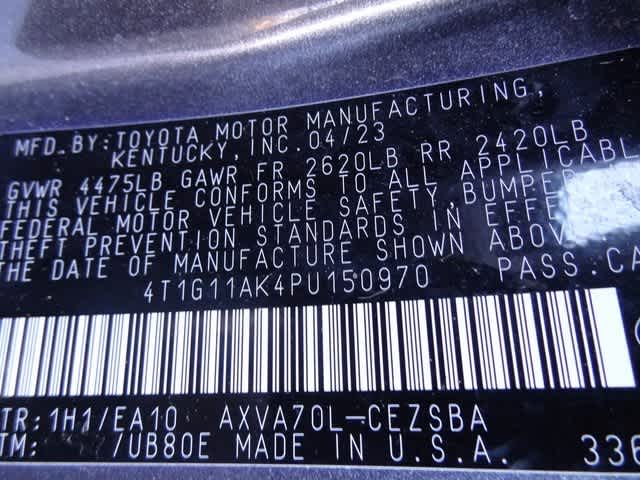 MFD.BY:TOYOTA MOTOR MANUFACTURING,
KENTUCKY,INC.04/23
GVWR 4475LB GAWR FR 2620LB RR 2420LB
THIS VEHICLE CONFORMS TO ALL APPLICABL
FEDERAL MOTOR VEHICLE SAFETY,BUMPER
THEFT PREVENTION STANDARDS IN EFFE
THE DATE OF MANUFACTURE SHOWN ABOV
4T1G11AK4PU150970 PASS.CA
TR:1H1/EA10 AXVA70L-CEZSBA
TM: /UB80E MADE IN U.S.A. 336